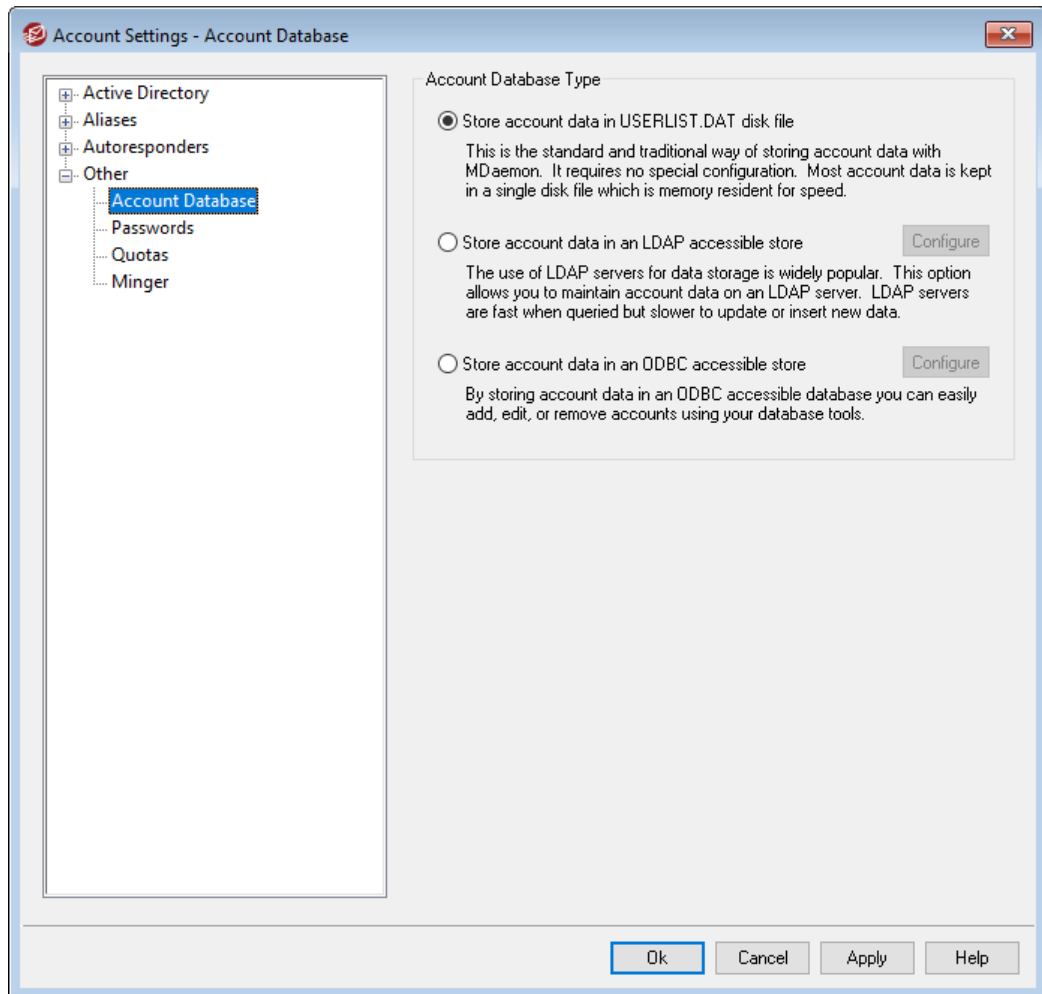 Account Settings - Account Database
Active Directory
Aliases
Autoresponders
Other
Account Database
Passwords
Quotas
Minger
Account Database Type
Store account data in USERLIST.DAT disk file
This is the standard and traditional way of storing account data with
MDaemon.  It requires no special configuration.  Most account data is kept
in a single disk file which is memory resident for speed.
Store account data in an LDAP accessible store
Configure
The use of LDAP servers for data storage is widely popular.  This option
allows you to maintain account data on an LDAP server.  LDAP servers
are fast when queried but slower to update or insert new data.
Store account data in an ODBC accessible store
Configure
By storing account data in an ODBC accessible database you can easily
add, edit, or remove accounts using your database tools.
Ok
Cancel
Apply
Help